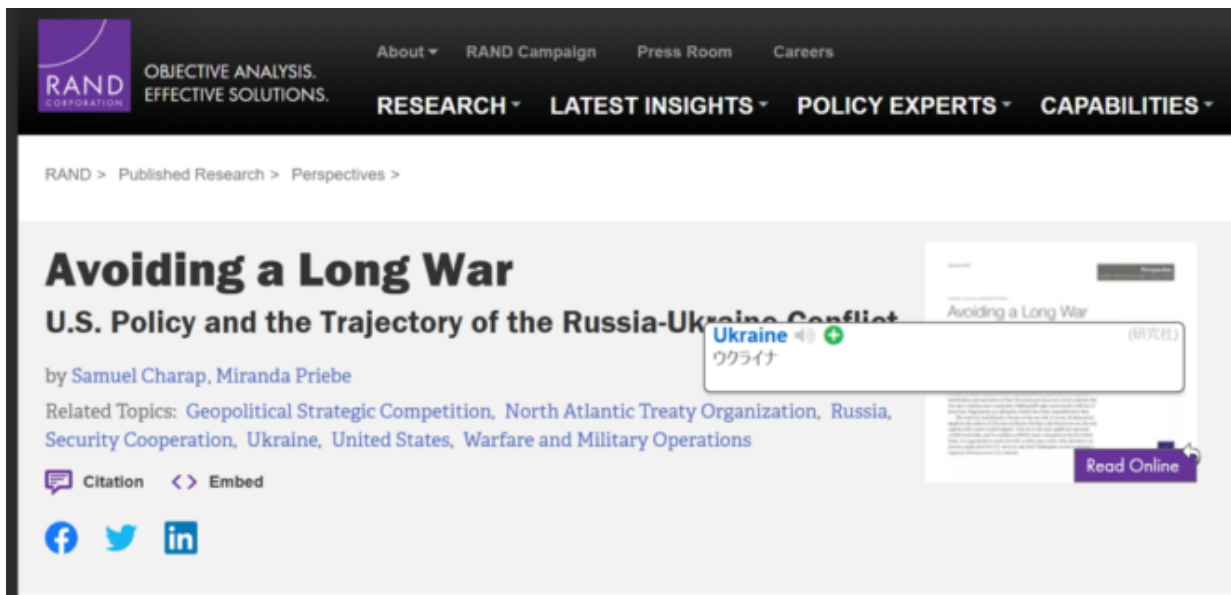 About RAND Campaign Press Room Careers
RAND
CORPORATION
OBJECTIVE ANALYSIS.
EFFECTIVE SOLUTIONS.
RESEARCH LATEST INSIGHTS POLICY EXPERTS CAPABILITIES
RAND > Published Research > Perspectives >
Avoiding a Long War
U.S. Policy and the Trajectory of the Russia-Ukraine Conflict
by Samuel Charap, Miranda Priebe
Related Topics: Geopolitical Strategic Competition, North Atlantic Treaty Organization, Russia,
Security Cooperation, Ukraine, United States, Warfare and Military Operations
Citation <> Embed
Perspective
Avoiding a Long War
Ukraine (研究社)
ウクライナ
Read Online